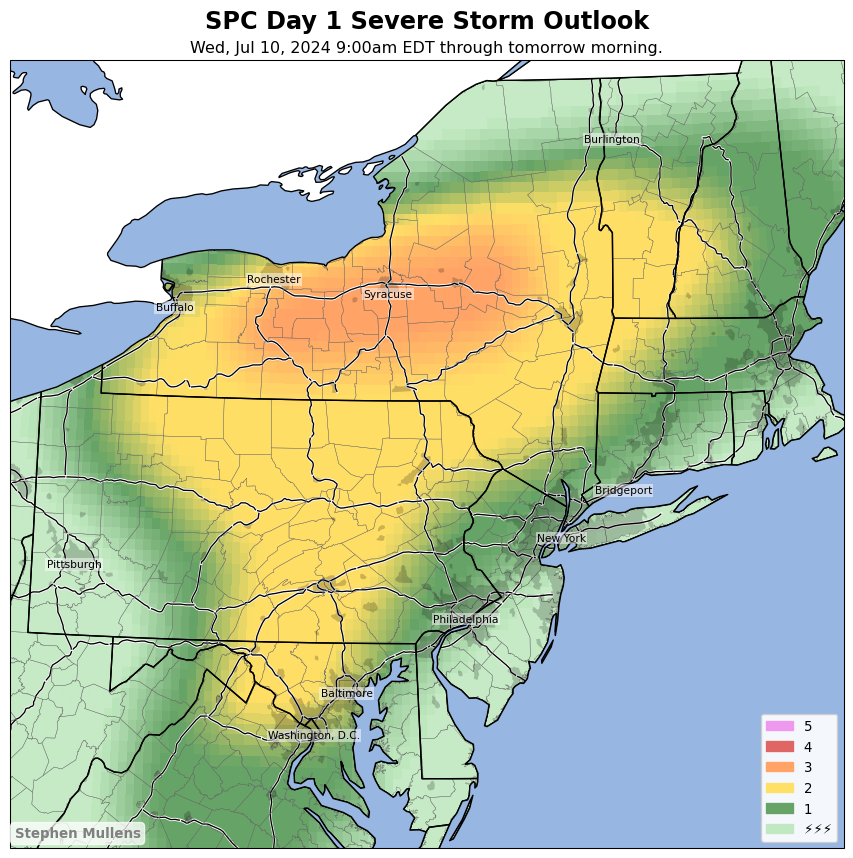 SPC Day 1 Severe Storm Outlook
Wed, Jul 10, 2024 9:00am EDT through tomorrow morning.
Burlington
Rochester
Syracuse
Buffalo
Bridgeport
New York
Pittsburgh
Philadelphia
Baltimore
Washington, D.C.
5
4
3
2
1
⚡⚡⚡
Stephen Mullens